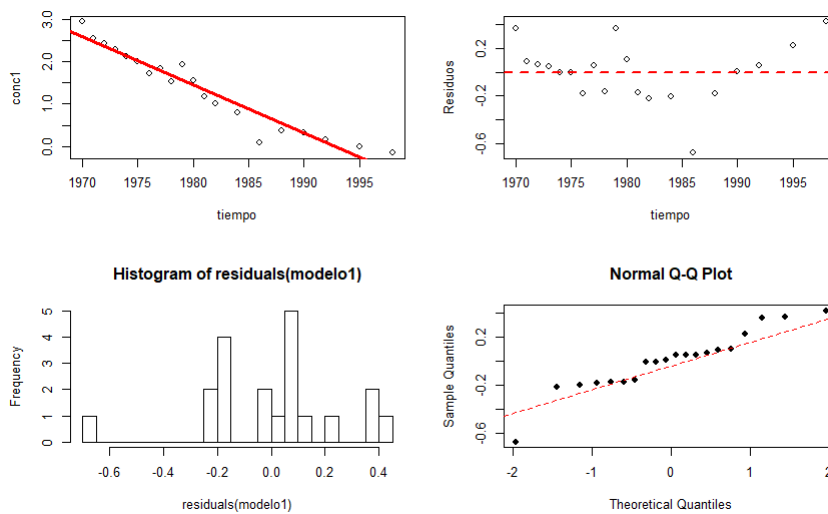 conc1
3.0
2.0
1.0
0.0
1970 1975 1980 1985 1990 1995
tiempo
Residuos
0.2
-0.2
-0.6
1970 1975 1980 1985 1990 1995
tiempo
Histogram of residuals(modelo1)
Frequency
5
4
3
2
1
0
-0.6 -0.4 -0.2 0.0 0.2 0.4
residuals(modelo1)
Normal Q-Q Plot
Sample Quantiles
0.2
-0.2
-0.6
-2 -1 0 1 2
Theoretical Quantiles